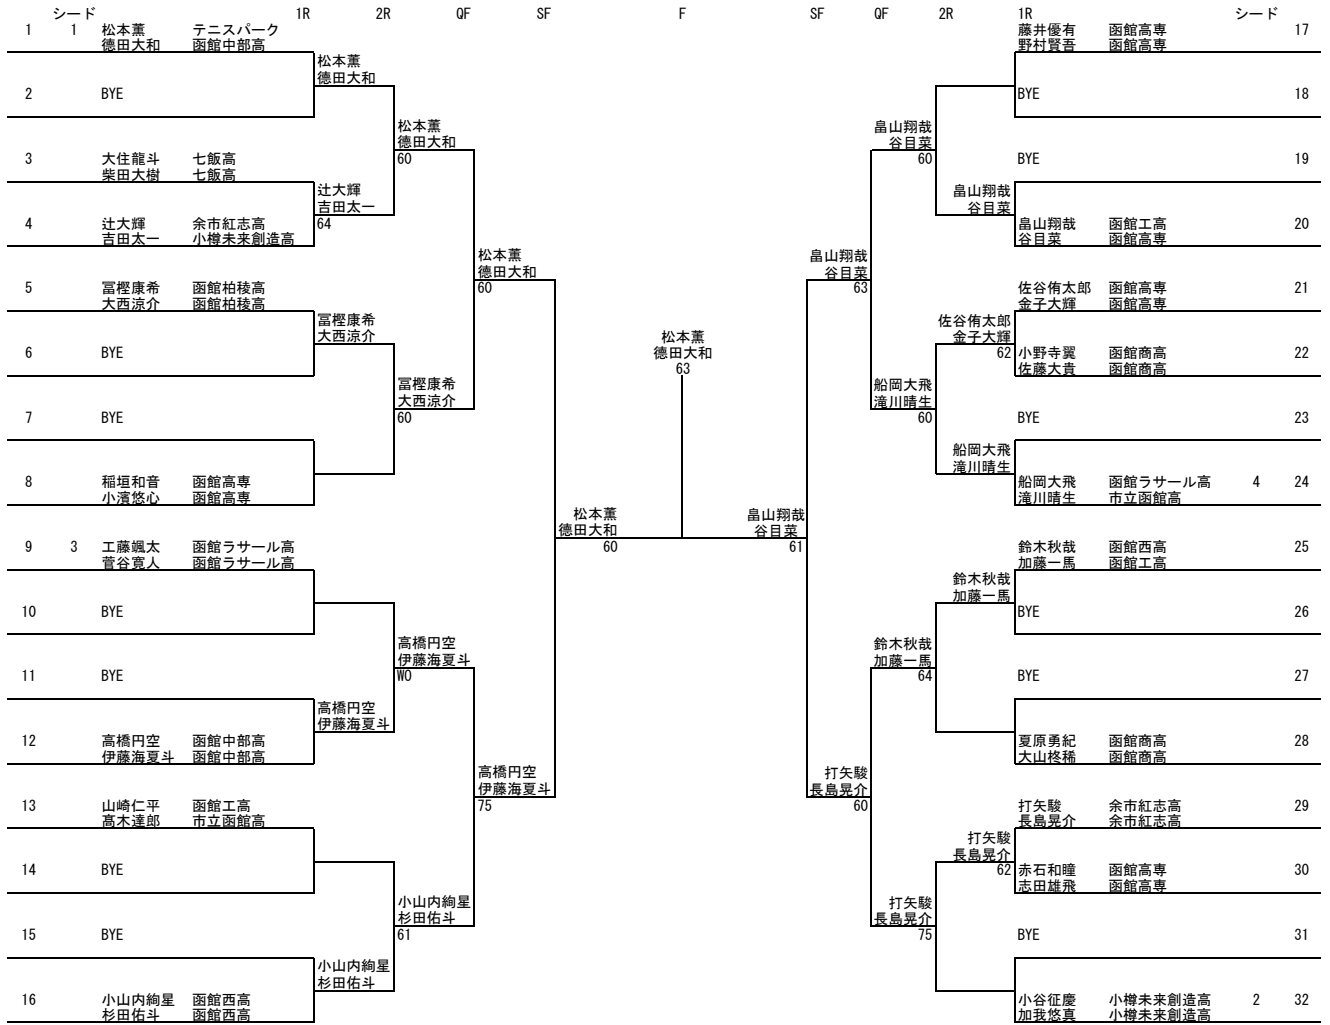 シード 1R 2R QF SF F SF QF 2R 1R シード
1 1 松本薫 テニスパーク
徳田大和 函館中部高
松本薫
徳田大和
2 BYE
松本薫
徳田大和
60
3 大住龍斗 七飯高
柴田大樹 七飯高
辻大輝
吉田太一
64
4 辻大輝 余市紅志高
吉田太一 小樽未来創造高
松本薫
徳田大和
60
5 冨樫康希 函館柏稜高
大西涼介 函館柏稜高
冨樫康希
大西涼介
6 BYE
冨樫康希
大西涼介
60
7 BYE
8 稲垣和音 函館高専
小濱悠心 函館高専
松本薫
徳田大和
60
9 3 工藤颯太 函館ラサール高
菅谷寛人 函館ラサール高
10 BYE
高橋円空
伊藤海夏斗
WO
11 BYE
高橋円空
伊藤海夏斗
12 高橋円空 函館中部高
伊藤海夏斗 函館中部高
高橋円空
伊藤海夏斗
75
13 山崎仁平 函館工高
髙木達郎 市立函館高
14 BYE
小山内絢星
杉田佑斗
61
15 BYE
小山内絢星
杉田佑斗
16 小山内絢星 函館西高
杉田佑斗 函館西高
松本薫
徳田大和
63
藤井優有 函館高専 17
野村賢吾 函館高専
BYE 18
畠山翔哉
谷目菜
60
BYE 19
畠山翔哉
谷目菜
畠山翔哉 函館工高 20
谷目菜 函館高専
畠山翔哉
谷目菜
63
佐谷侑太郎 函館高専 21
金子大輝 函館高専
佐谷侑太郎
金子大輝
62
小野寺翼 函館商高 22
佐藤大貴 函館商高
船岡大飛
滝川晴生
60
BYE 23
船岡大飛
滝川晴生
船岡大飛 函館ラサール高 4 24
滝川晴生 市立函館高
畠山翔哉
谷目菜
61
鈴木秋哉 函館西高 25
加藤一馬 函館工高
鈴木秋哉
加藤一馬
BYE 26
鈴木秋哉
加藤一馬
64
BYE 27
夏原勇紀 函館商高 28
大山柊稀 函館商高
打矢駿
長島晃介
60
打矢駿 余市紅志高 29
長島晃介 余市紅志高
打矢駿
長島晃介
62
赤石和瞳 函館高専 30
志田雄飛 函館高専
打矢駿
長島晃介
75
BYE 31
小谷征慶 小樽未来創造高 2 32
加我悠真 小樽未来創造高